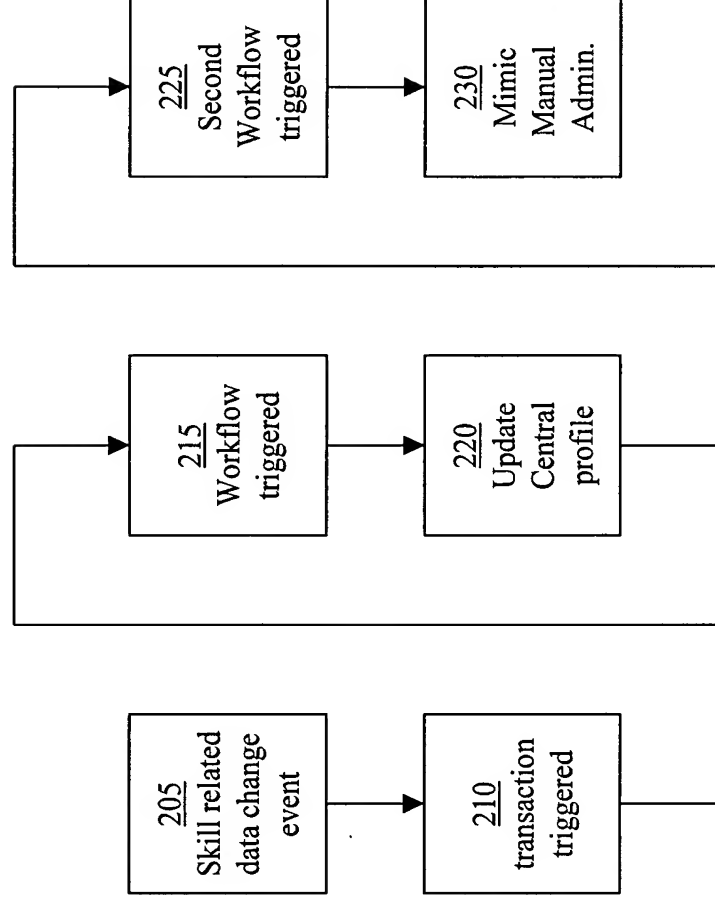 205
Skill related
data change
event
210
transaction
triggered
215
Workflow
triggered
220
Update
Central
profile
225
Second
Workflow
triggered
230
Mimic
Manual
Admin.